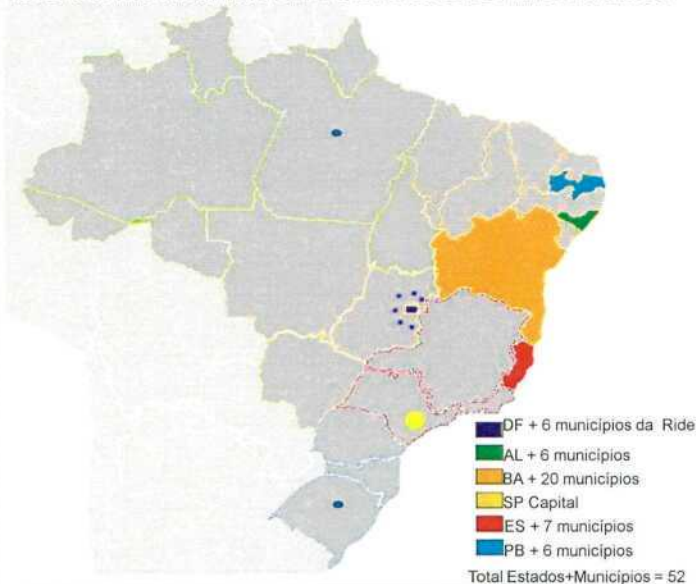 DF + 6 municípios da Ride
AL + 6 municípios
BA + 20 municípios
SP Capital
ES + 7 municípios
PB + 6 municípios
Total Estados+Municípios = 52